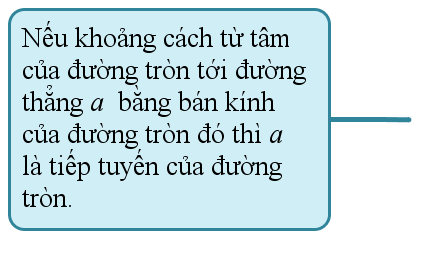 Nếu khoảng cách từ tâm
của đường tròn tới đường
thẳng a bằng bán kính
của đường tròn đó thì a
là tiếp tuyến của đường
tròn.